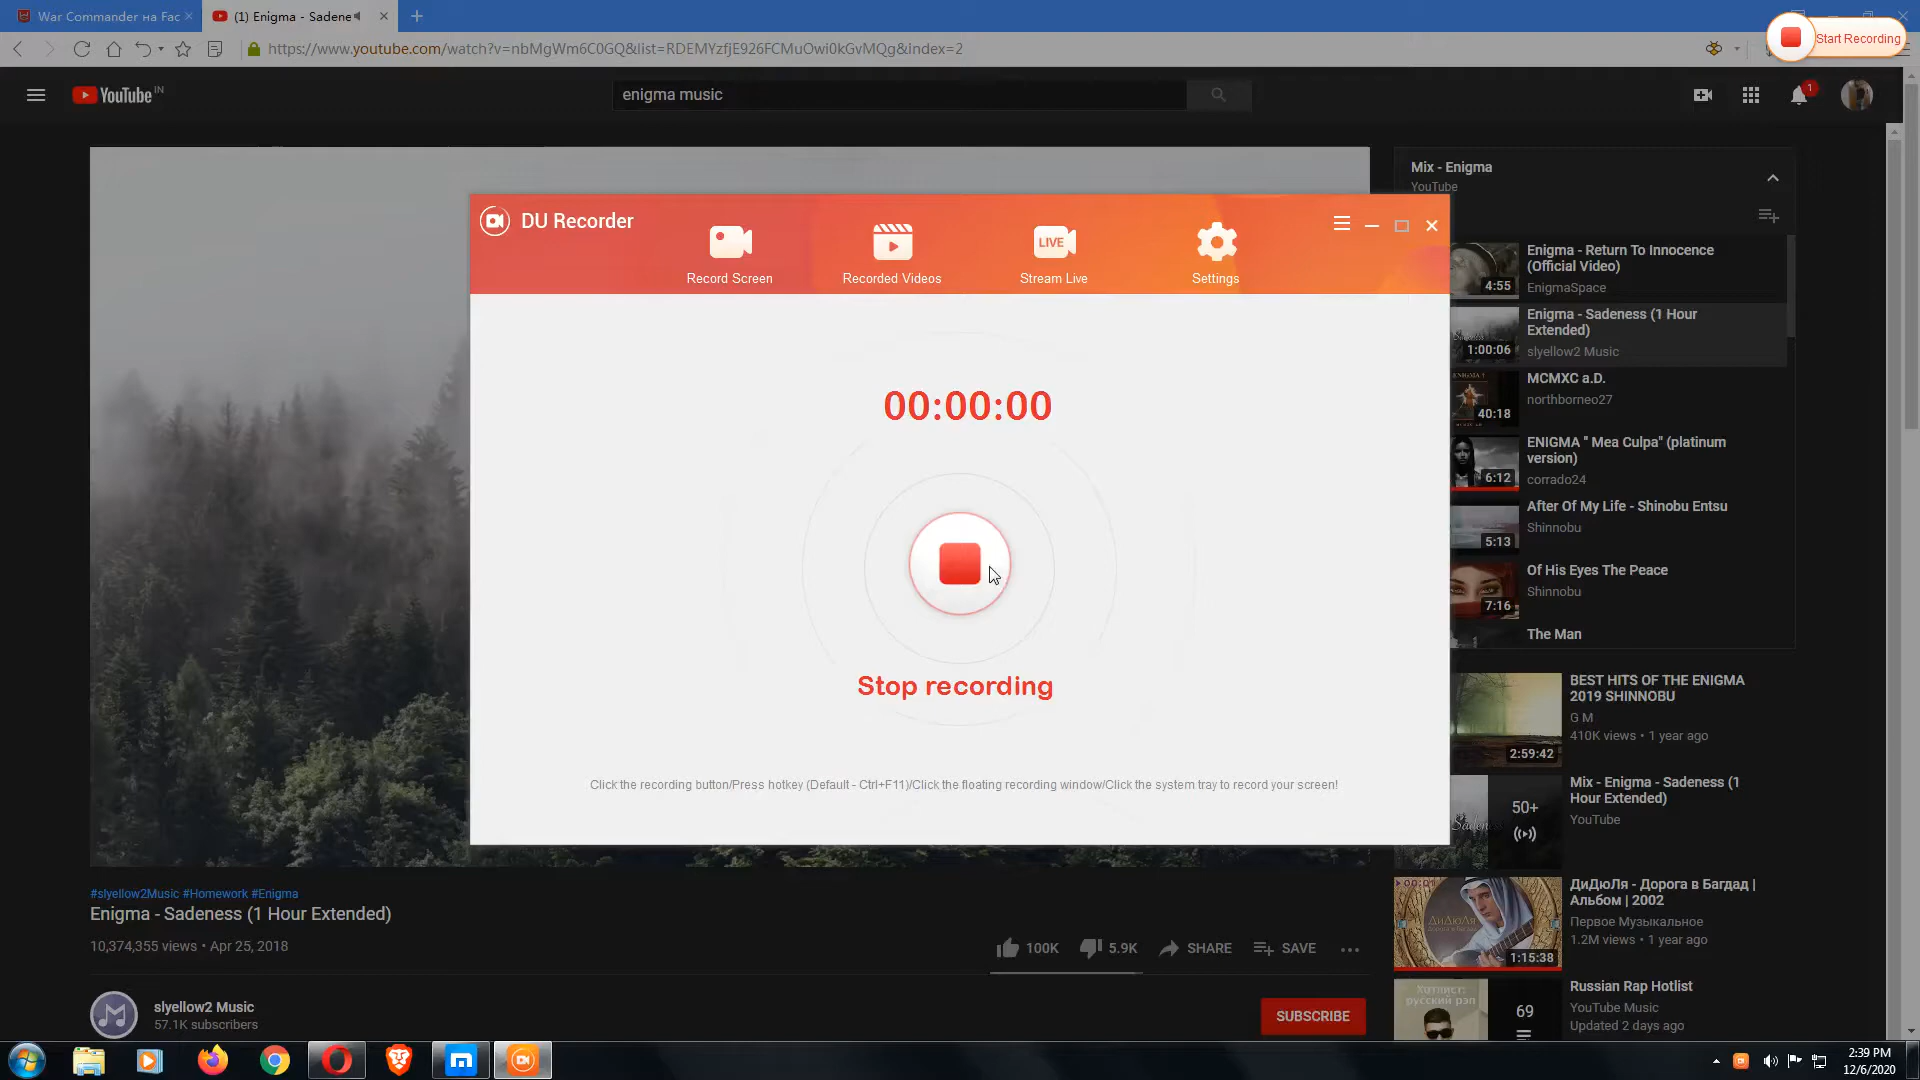 War Commander на Fac
(1) Enigma - Sadene
https://www.youtube.com/watch?v=nbMgWm6C0GQ&list=RDEMYzfjE926FCMuOwi0kGvMQg&index=2
Start Recording
YouTube IN
enigma music
1
Mix - Enigma
YouTube
DU Recorder
Record Screen
Recorded Videos
LIVE
Stream Live
Settings
00:00:00
Stop recording
Click the recording button/Press hotkey (Default - Ctrl+F11)/Click the floating recording window/Click the system tray to record your screen!
Enigma - Return To Innocence
(Official Video)
EnigmaSpace
4:55
Enigma - Sadeness (1 Hour
Extended)
slyellow2 Music
1:00:06
MCMXC a.D.
northborneo27
40:18
ENIGMA " Mea Culpa" (platinum
version)
corrado24
6:12
After Of My Life - Shinobu Entsu
Shinnobu
5:13
Of His Eyes The Peace
Shinnobu
7:16
The Man
BEST HITS OF THE ENIGMA
2019 SHINNOBU
G M
410K views • 1 year ago
2:59:42
Mix - Enigma - Sadeness (1
Hour Extended)
YouTube
50+
ДиДюЛя - Дорога в Багдад |
Альбом | 2002
Первое Музыкальное
1.2M views • 1 year ago
ДиДюЛя
1:15:38
Russian Rap Hotlist
YouTube Music
Updated 2 days ago
Хотлист:
русский рэп
69
#slyellow2Music #Homework #Enigma
Enigma - Sadeness (1 Hour Extended)
10,374,355 views • Apr 25, 2018
100K
5.9K
SHARE
SAVE
slyellow2 Music
57.1K subscribers
SUBSCRIBE
2:39 PM
12/6/2020